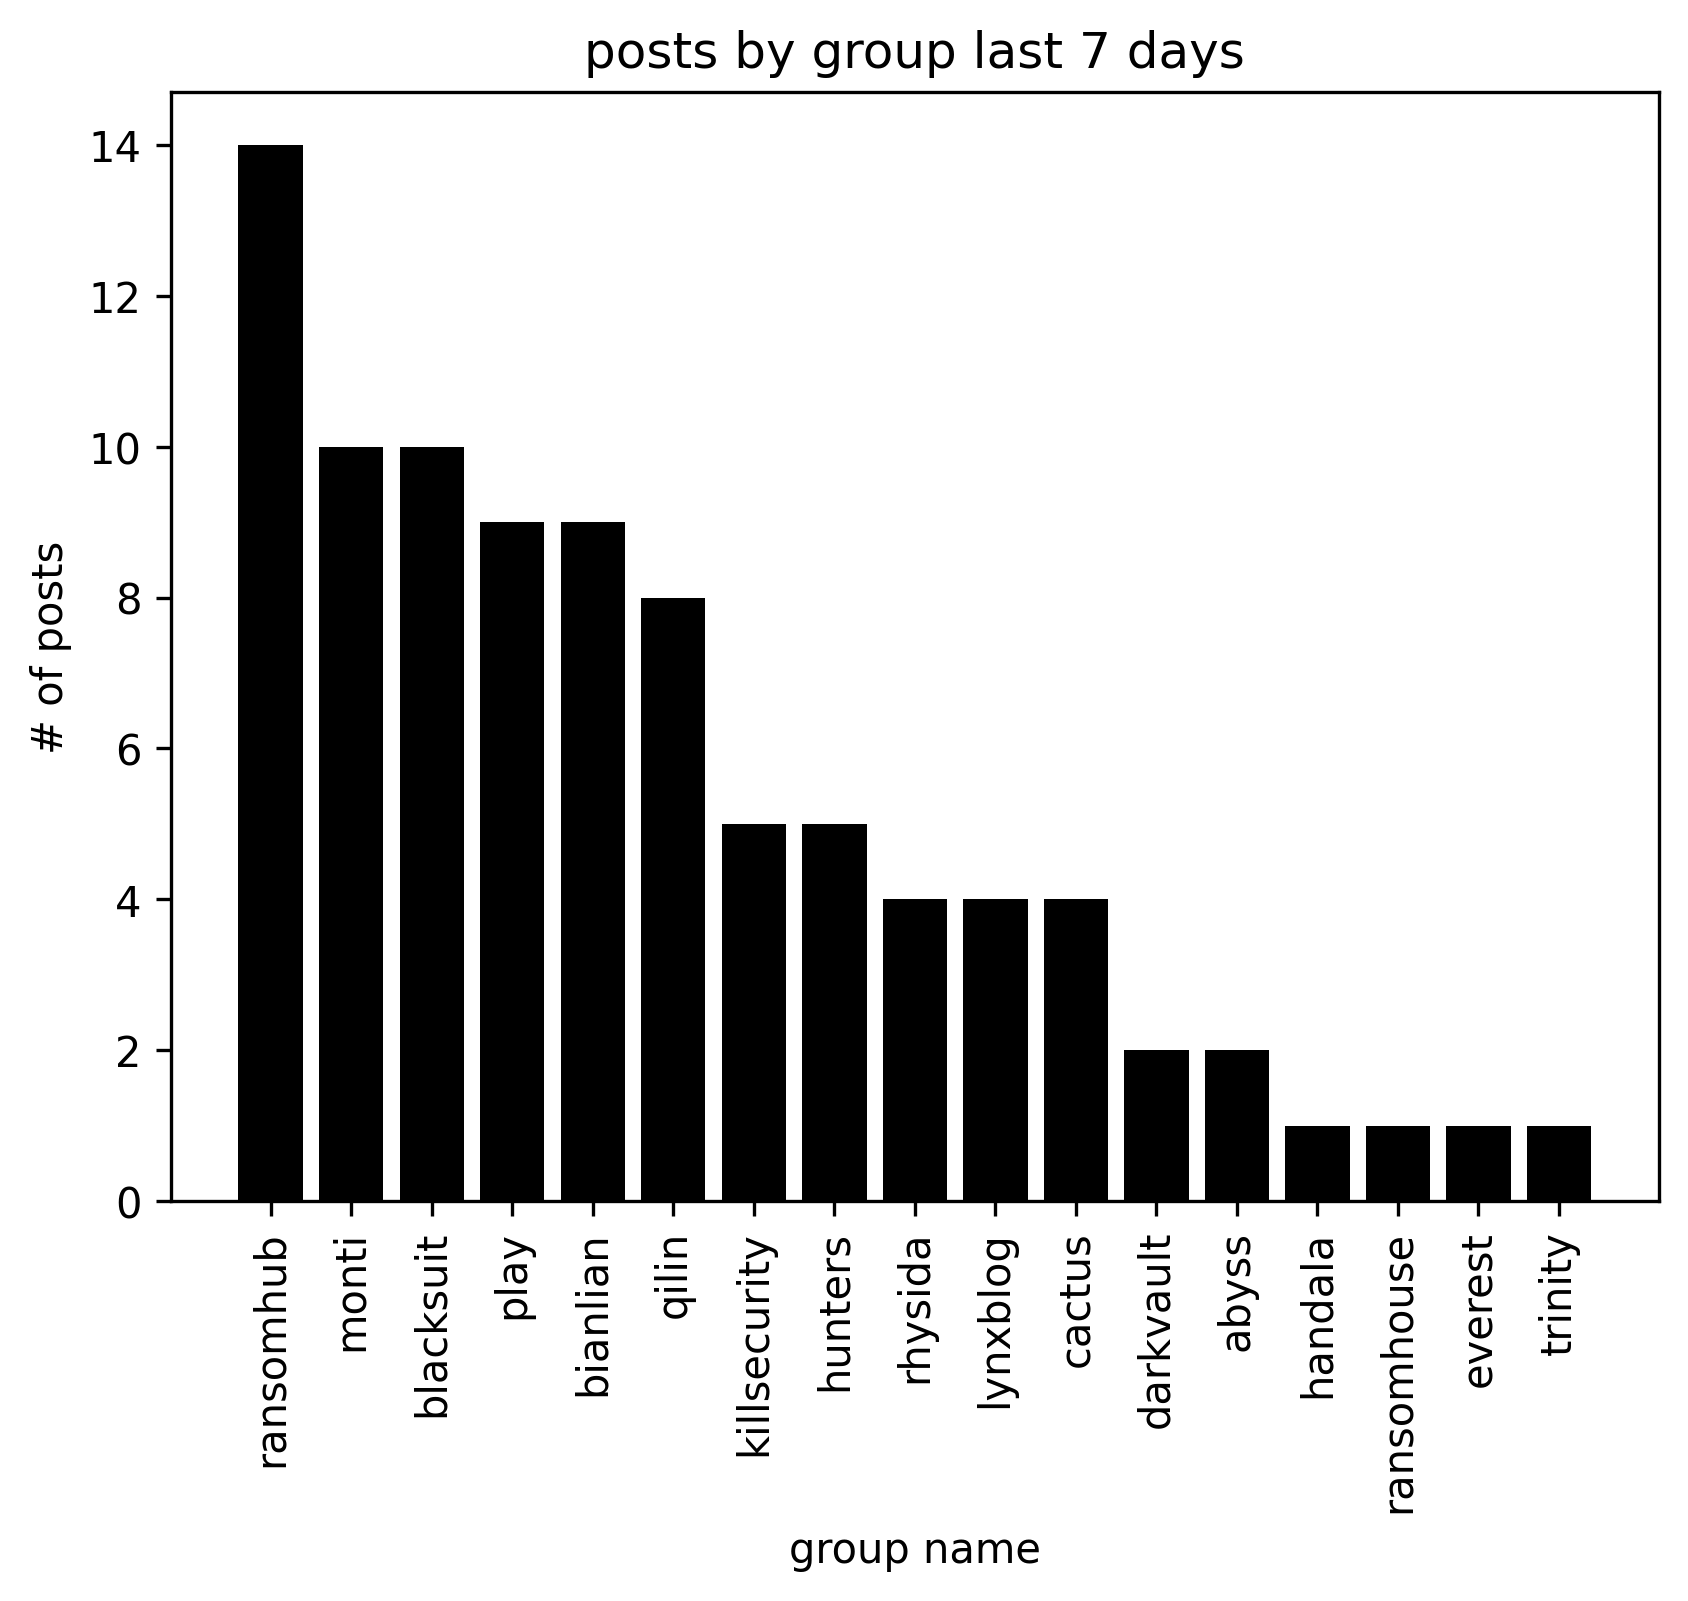 posts by group last 7 days
14
12
10
8
6
4
2
0
# of posts
ransomhub
monti
blacksuit
play
bianlian
qilin
killsecurity
hunters
rhysida
lynxblog
cactus
darkvault
abyss
handala
ransomhouse
everest
trinity
group name